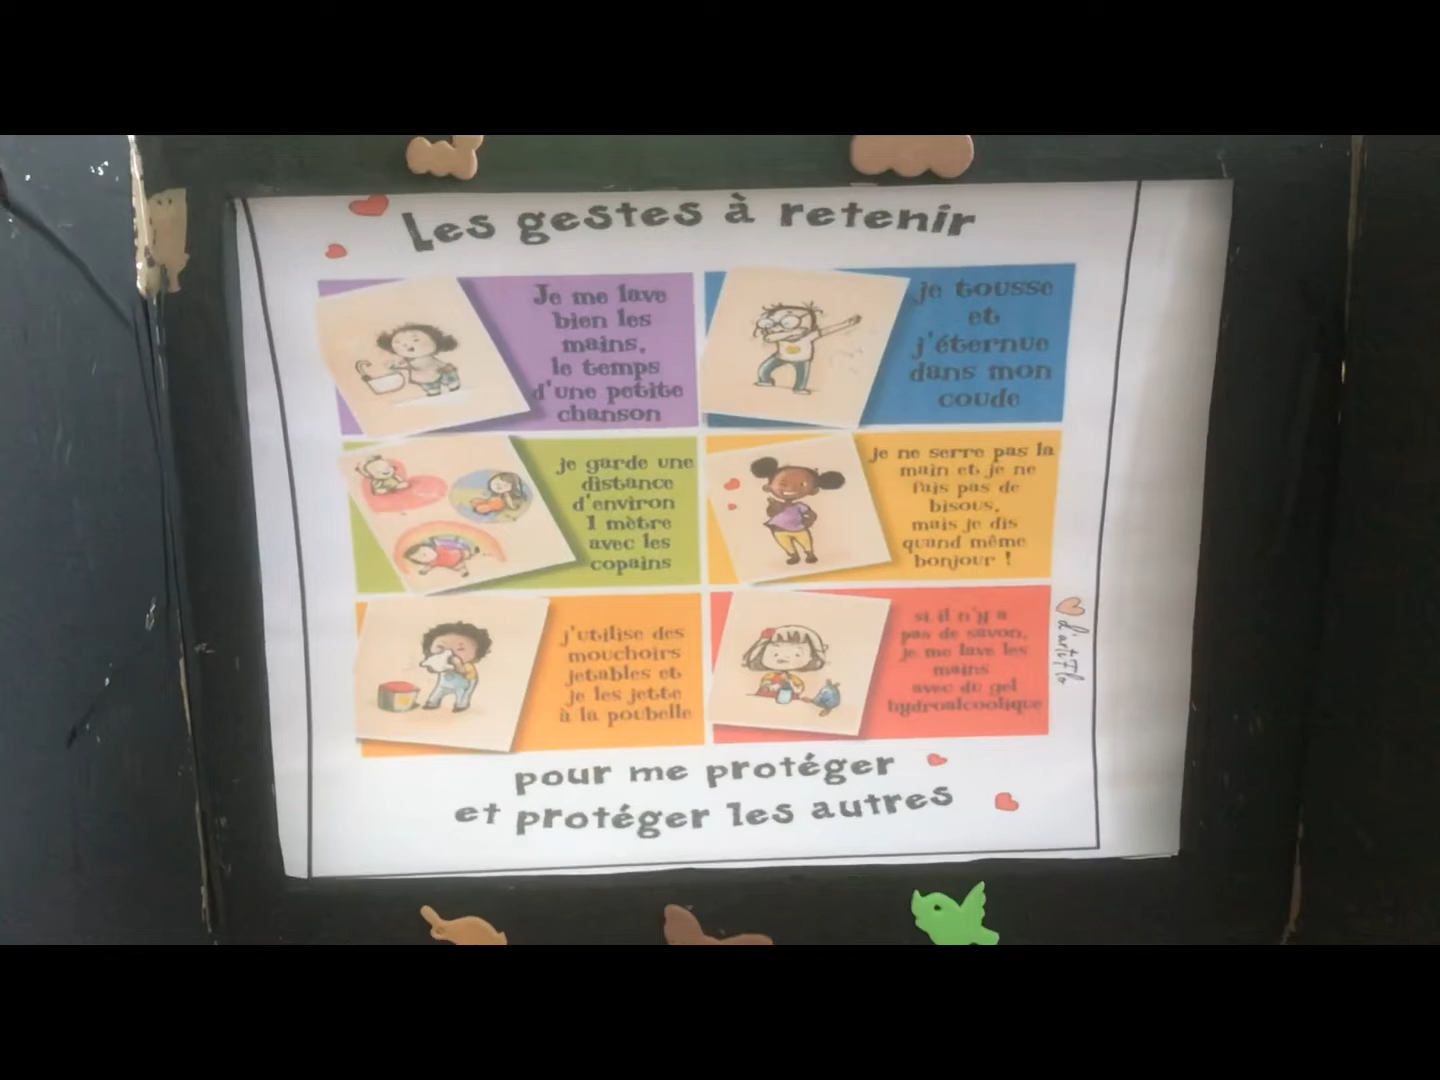 Les gestes à retenir
Je me lave
bien les
mains,
le temps
d'une petite
chanson
je tousse
et
j'éternue
dans mon
coude
je garde une
distance
d'environ
1 mètre
avec les
copains
je ne serre pas la
main et je ne
fais pas de
bisous,
mais je dis
quand même
bonjour !
j'utilise des
mouchoirs
jetables et
je les jette
à la poubelle
si il n'y a
pas de savon,
je me lave les
mains
avec du gel
hydroalcoolique
d'arti Flo
pour me protéger
et protéger les autres